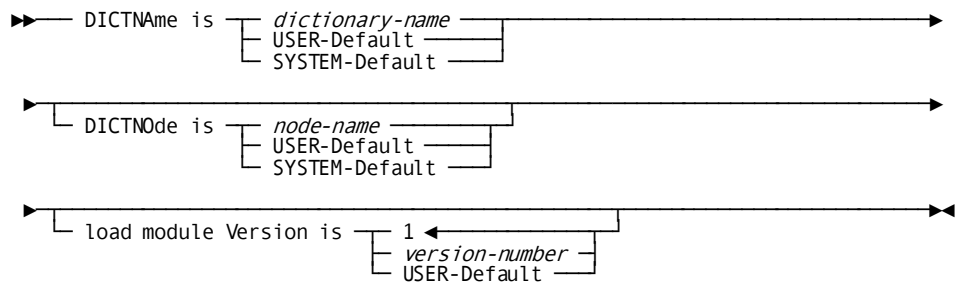 DICTNAme is dictionary-name
USER-Default
SYSTEM-Default
DICTNOde is node-name
USER-Default
SYSTEM-Default
load module Version is 1
version-number
USER-Default